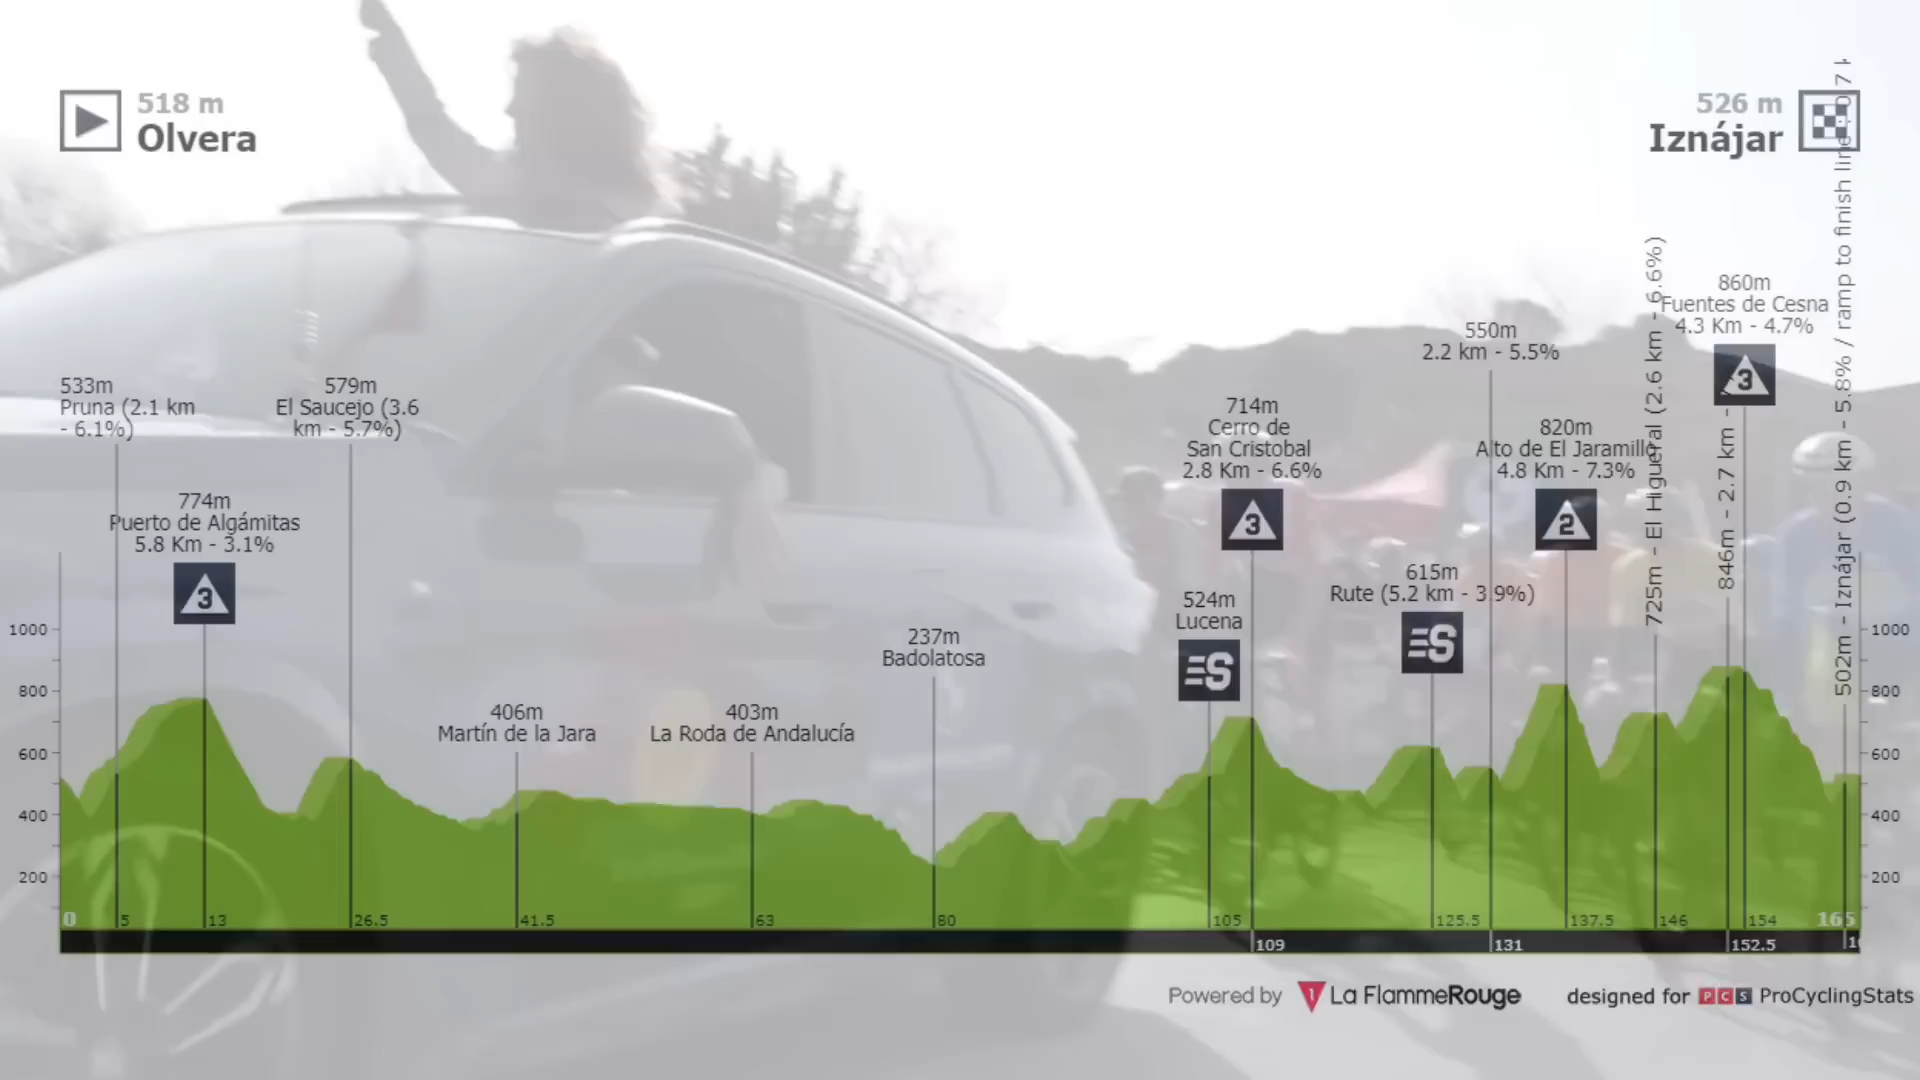 518 m
Olvera
526 m
Iznájar
533m
Pruna (2.1 km
- 6.1%)
774m
Puerto de Algámitas
5.8 Km - 3.1%
3
579m
El Saucejo (3.6
km - 5.7%)
406m
Martín de la Jara
403m
La Roda de Andalucía
237m
Badolatosa
524m
Lucena
S
714m
Cerro de
San Cristobal
2.8 Km - 6.6%
3
615m
Rute (5.2 km - 3.9%)
S
550m
2.2 km - 5.5%
820m
Alto de El Jaramillo
4.8 Km - 7.3%
2
725m - El Higueral (2.6 km - 6.6%)
846m - 2.7 km -
860m
Fuentes de Cesna
4.3 Km - 4.7%
3
502m - Iznájar (0.9 km - 5.8% / ramp to finish line
1000
800
600
400
200
1000
800
600
400
200
0 5 13 26.5 41.5 63 80 105 125.5 137.5 146 154 165
109 131 152.5
Powered by La FlammeRouge designed for PCS ProCyclingStats